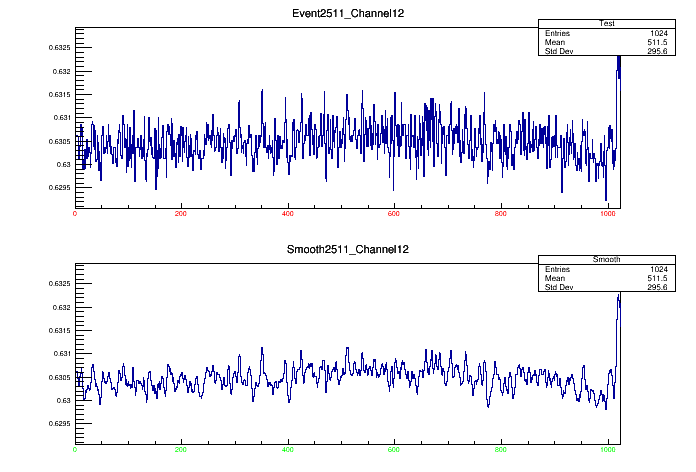 Event2511_Channel12
Test
Entries 1024
Mean 511.5
Std Dev 295.6
0.6325
0.632
0.6315
0.631
0.6305
0.63
0.6295
0 200 400 600 800 1000
Smooth2511_Channel12
Smooth
Entries 1024
Mean 511.5
Std Dev 295.6
0.6325
0.632
0.6315
0.631
0.6305
0.63
0.6295
0 200 400 600 800 1000